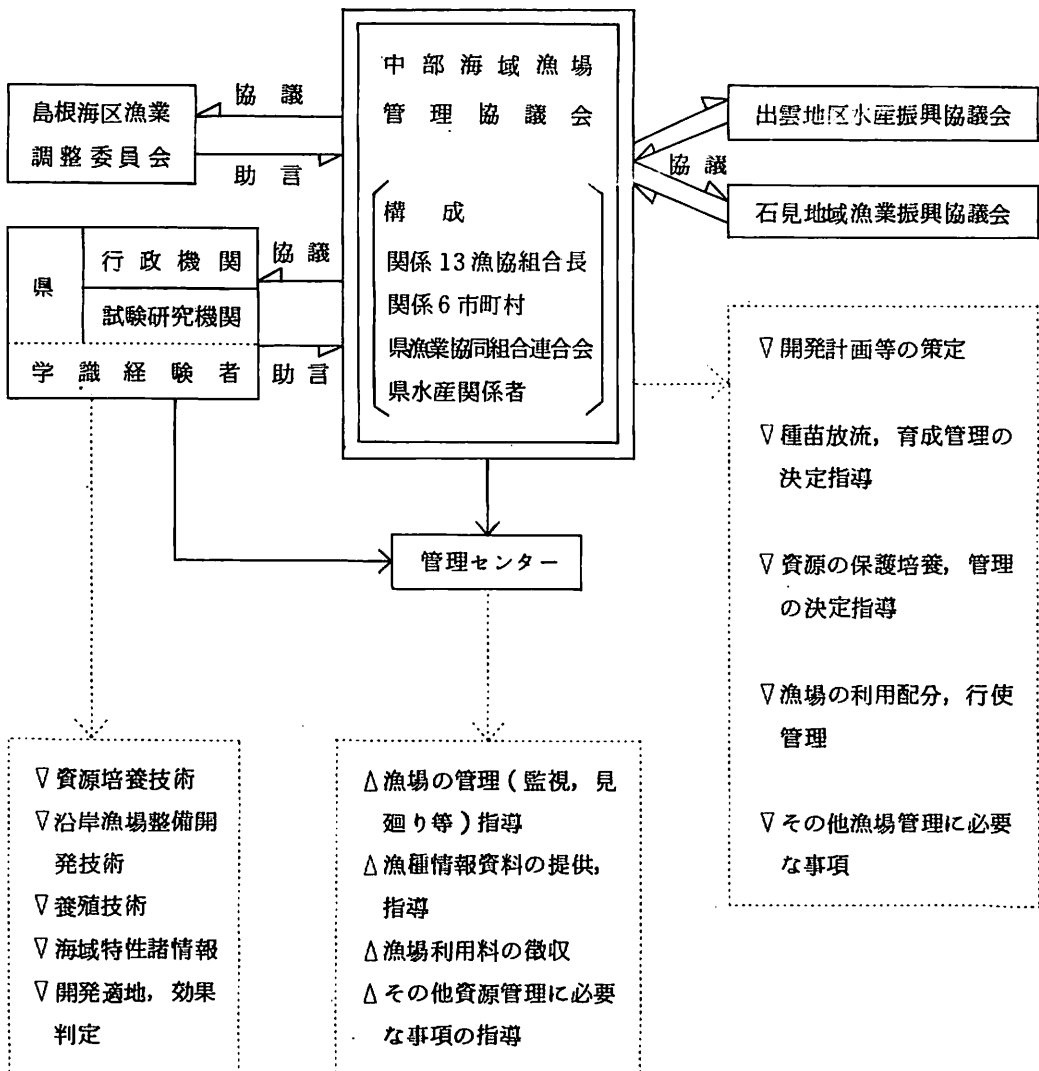 中部海域漁場
管理協議会
構成
関係13漁協組合長
関係6市町村
県漁業協同組合連合会
県水産関係者
島根海区漁業
調整委員会
協議
助言
県
行政機関
試験研究機関
学識経験者
協議
助言
出雲地区水産振興協議会
協議
石見地域漁業振興協議会
管理センター
▽開発計画等の策定
▽種苗放流,育成管理の
決定指導
▽資源の保護培養,管理
の決定指導
▽漁場の利用配分,行使
管理
▽その他漁場管理に必要
な事項
▽資源培養技術
▽沿岸漁場整備開
発技術
▽養殖技術
▽海域特性諸情報
▽開発適地,効果
判定
△漁場の管理(監視,見
廻り等)指導
△漁種情報資料の提供,
指導
△漁場利用料の徴収
△その他資源管理に必要
な事項の指導